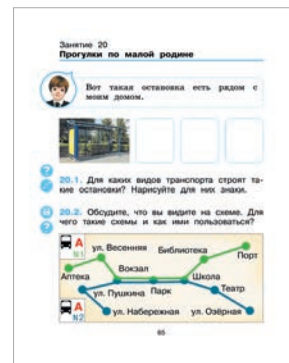 Занятие 20
Прогулки по малой родине
Вот такая остановка есть рядом с
моим домом.
20.1. Для каких видов транспорта строят та-
кие остановки? Нарисуйте для них знаки.
20.2. Обсудите, что вы видите на схеме. Для
чего такие схемы и как ими пользоваться?
А
N1
ул. Весенняя
Библиотека
Порт
Аптека
Вокзал
Школа
А
N2
ул. Пушкина
Парк
Театр
ул. Набережная
ул. Озёрная
65